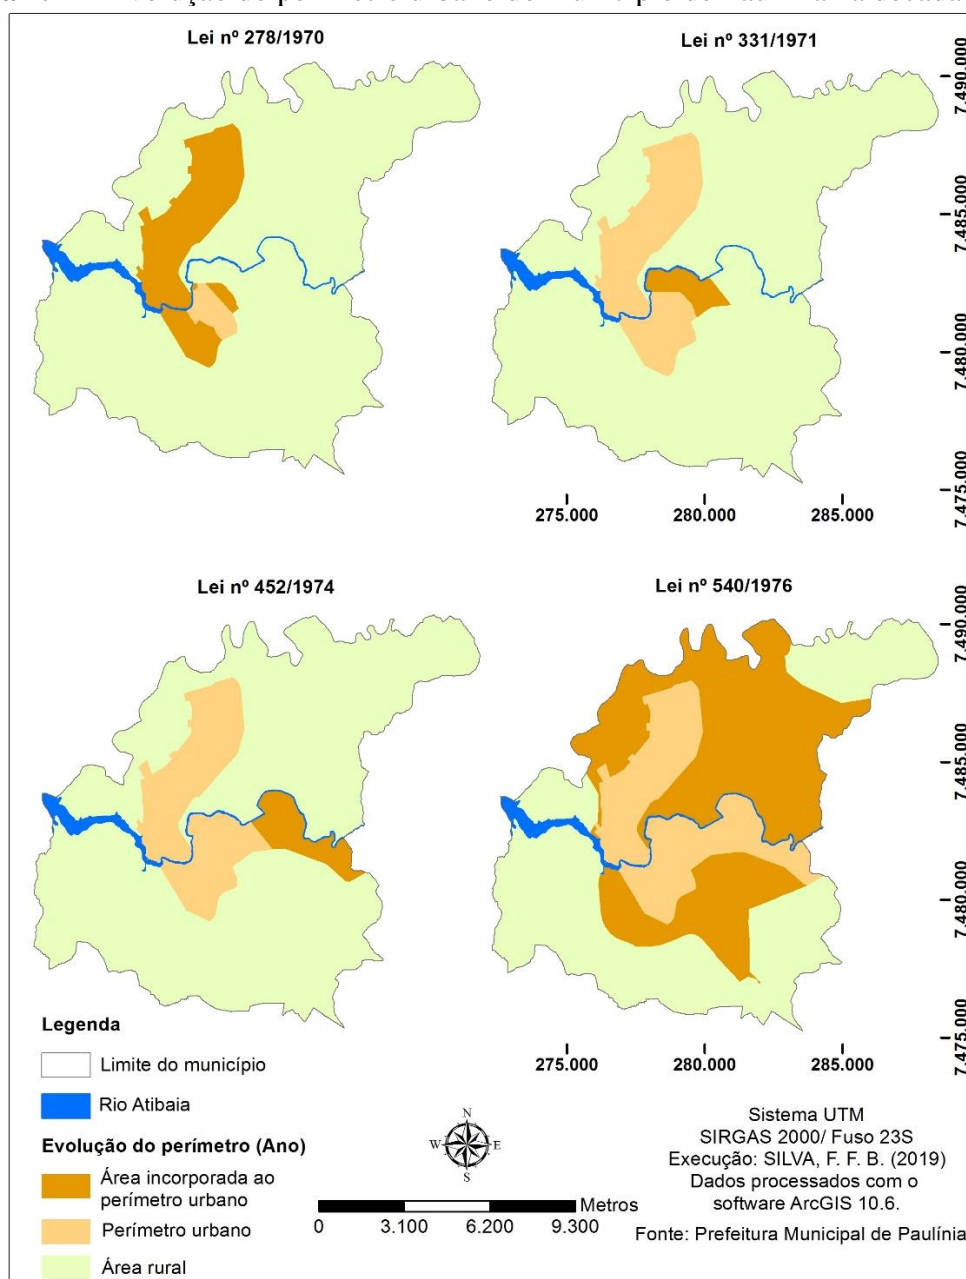 Lei nº 278/1970
Lei nº 331/1971
7.490.000
7.485.000
7.480.000
7.475.000
275.000 280.000 285.000
Lei nº 452/1974
Lei nº 540/1976
7.490.000
7.485.000
7.480.000
7.475.000
275.000 280.000 285.000
Legenda
Limite do município
Rio Atibaia
Evolução do perímetro (Ano)
Área incorporada ao
perímetro urbano
Perímetro urbano
Área rural
N
W E
S
Metros
0 3.100 6.200 9.300
Sistema UTM
SIRGAS 2000/ Fuso 23S
Execução: SILVA, F. F. B. (2019)
Dados processados com o
software ArcGIS 10.6.
Fonte: Prefeitura Municipal de Paulínia